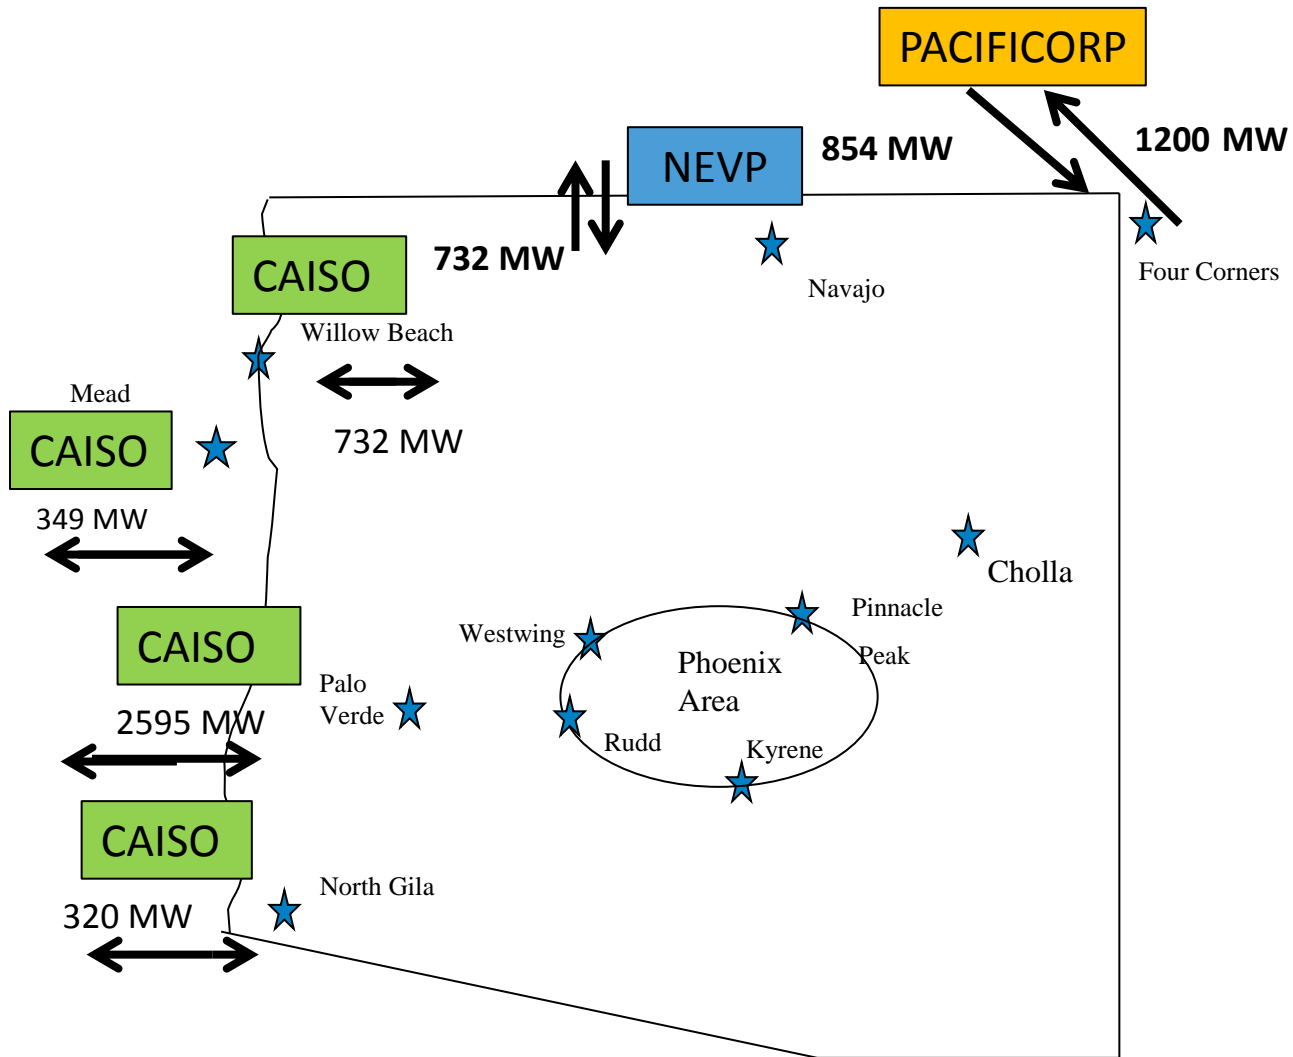 PACIFICORP
1200 MW
854 MW
NEVP
732 MW
CAISO
Navajo
Four Corners
Willow Beach
732 MW
Mead
CAISO
349 MW
Cholla
CAISO
2595 MW
Palo
Verde
Westwing
Phoenix
Area
Pinnacle
Peak
Rudd
Kyrene
CAISO
320 MW
North Gila